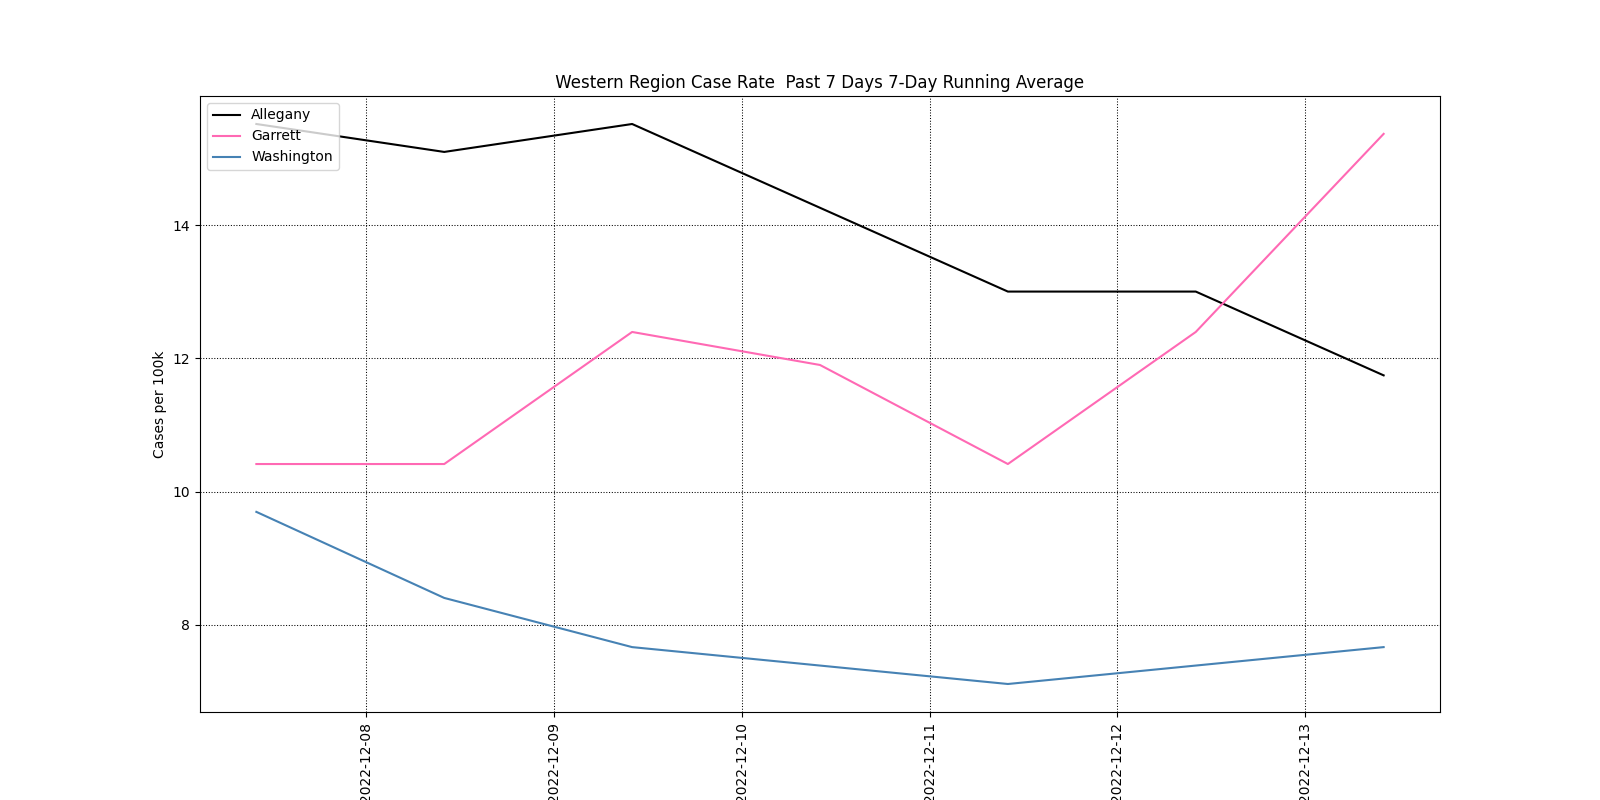 Western Region Case Rate  Past 7 Days 7-Day Running Average
Allegany
Garrett
Washington
14
12
10
8
Cases per 100k
2022-12-08
2022-12-09
2022-12-10
2022-12-11
2022-12-12
2022-12-13